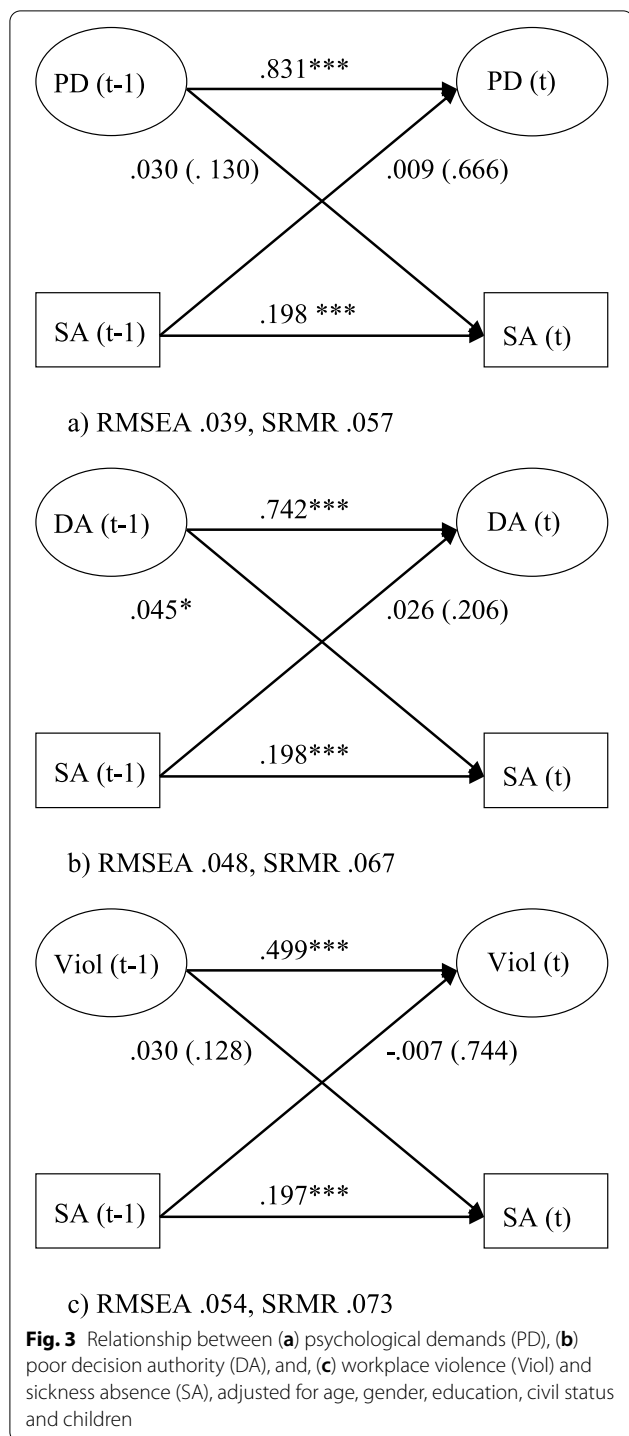 PD (t-1) .831*** PD (t)
.030 (. 130) .009 (.666)
SA (t-1) .198 *** SA (t)
a) RMSEA .039, SRMR .057
DA (t-1) .742*** DA (t)
.045* .026 (.206)
SA (t-1) .198*** SA (t)
b) RMSEA .048, SRMR .067
Viol (t-1) .499*** Viol (t)
.030 (.128) -.007 (.744)
SA (t-1) .197*** SA (t)
c) RMSEA .054, SRMR .073
Fig. 3 Relationship between (a) psychological demands (PD), (b)
poor decision authority (DA), and, (c) workplace violence (Viol) and
sickness absence (SA), adjusted for age, gender, education, civil status
and children